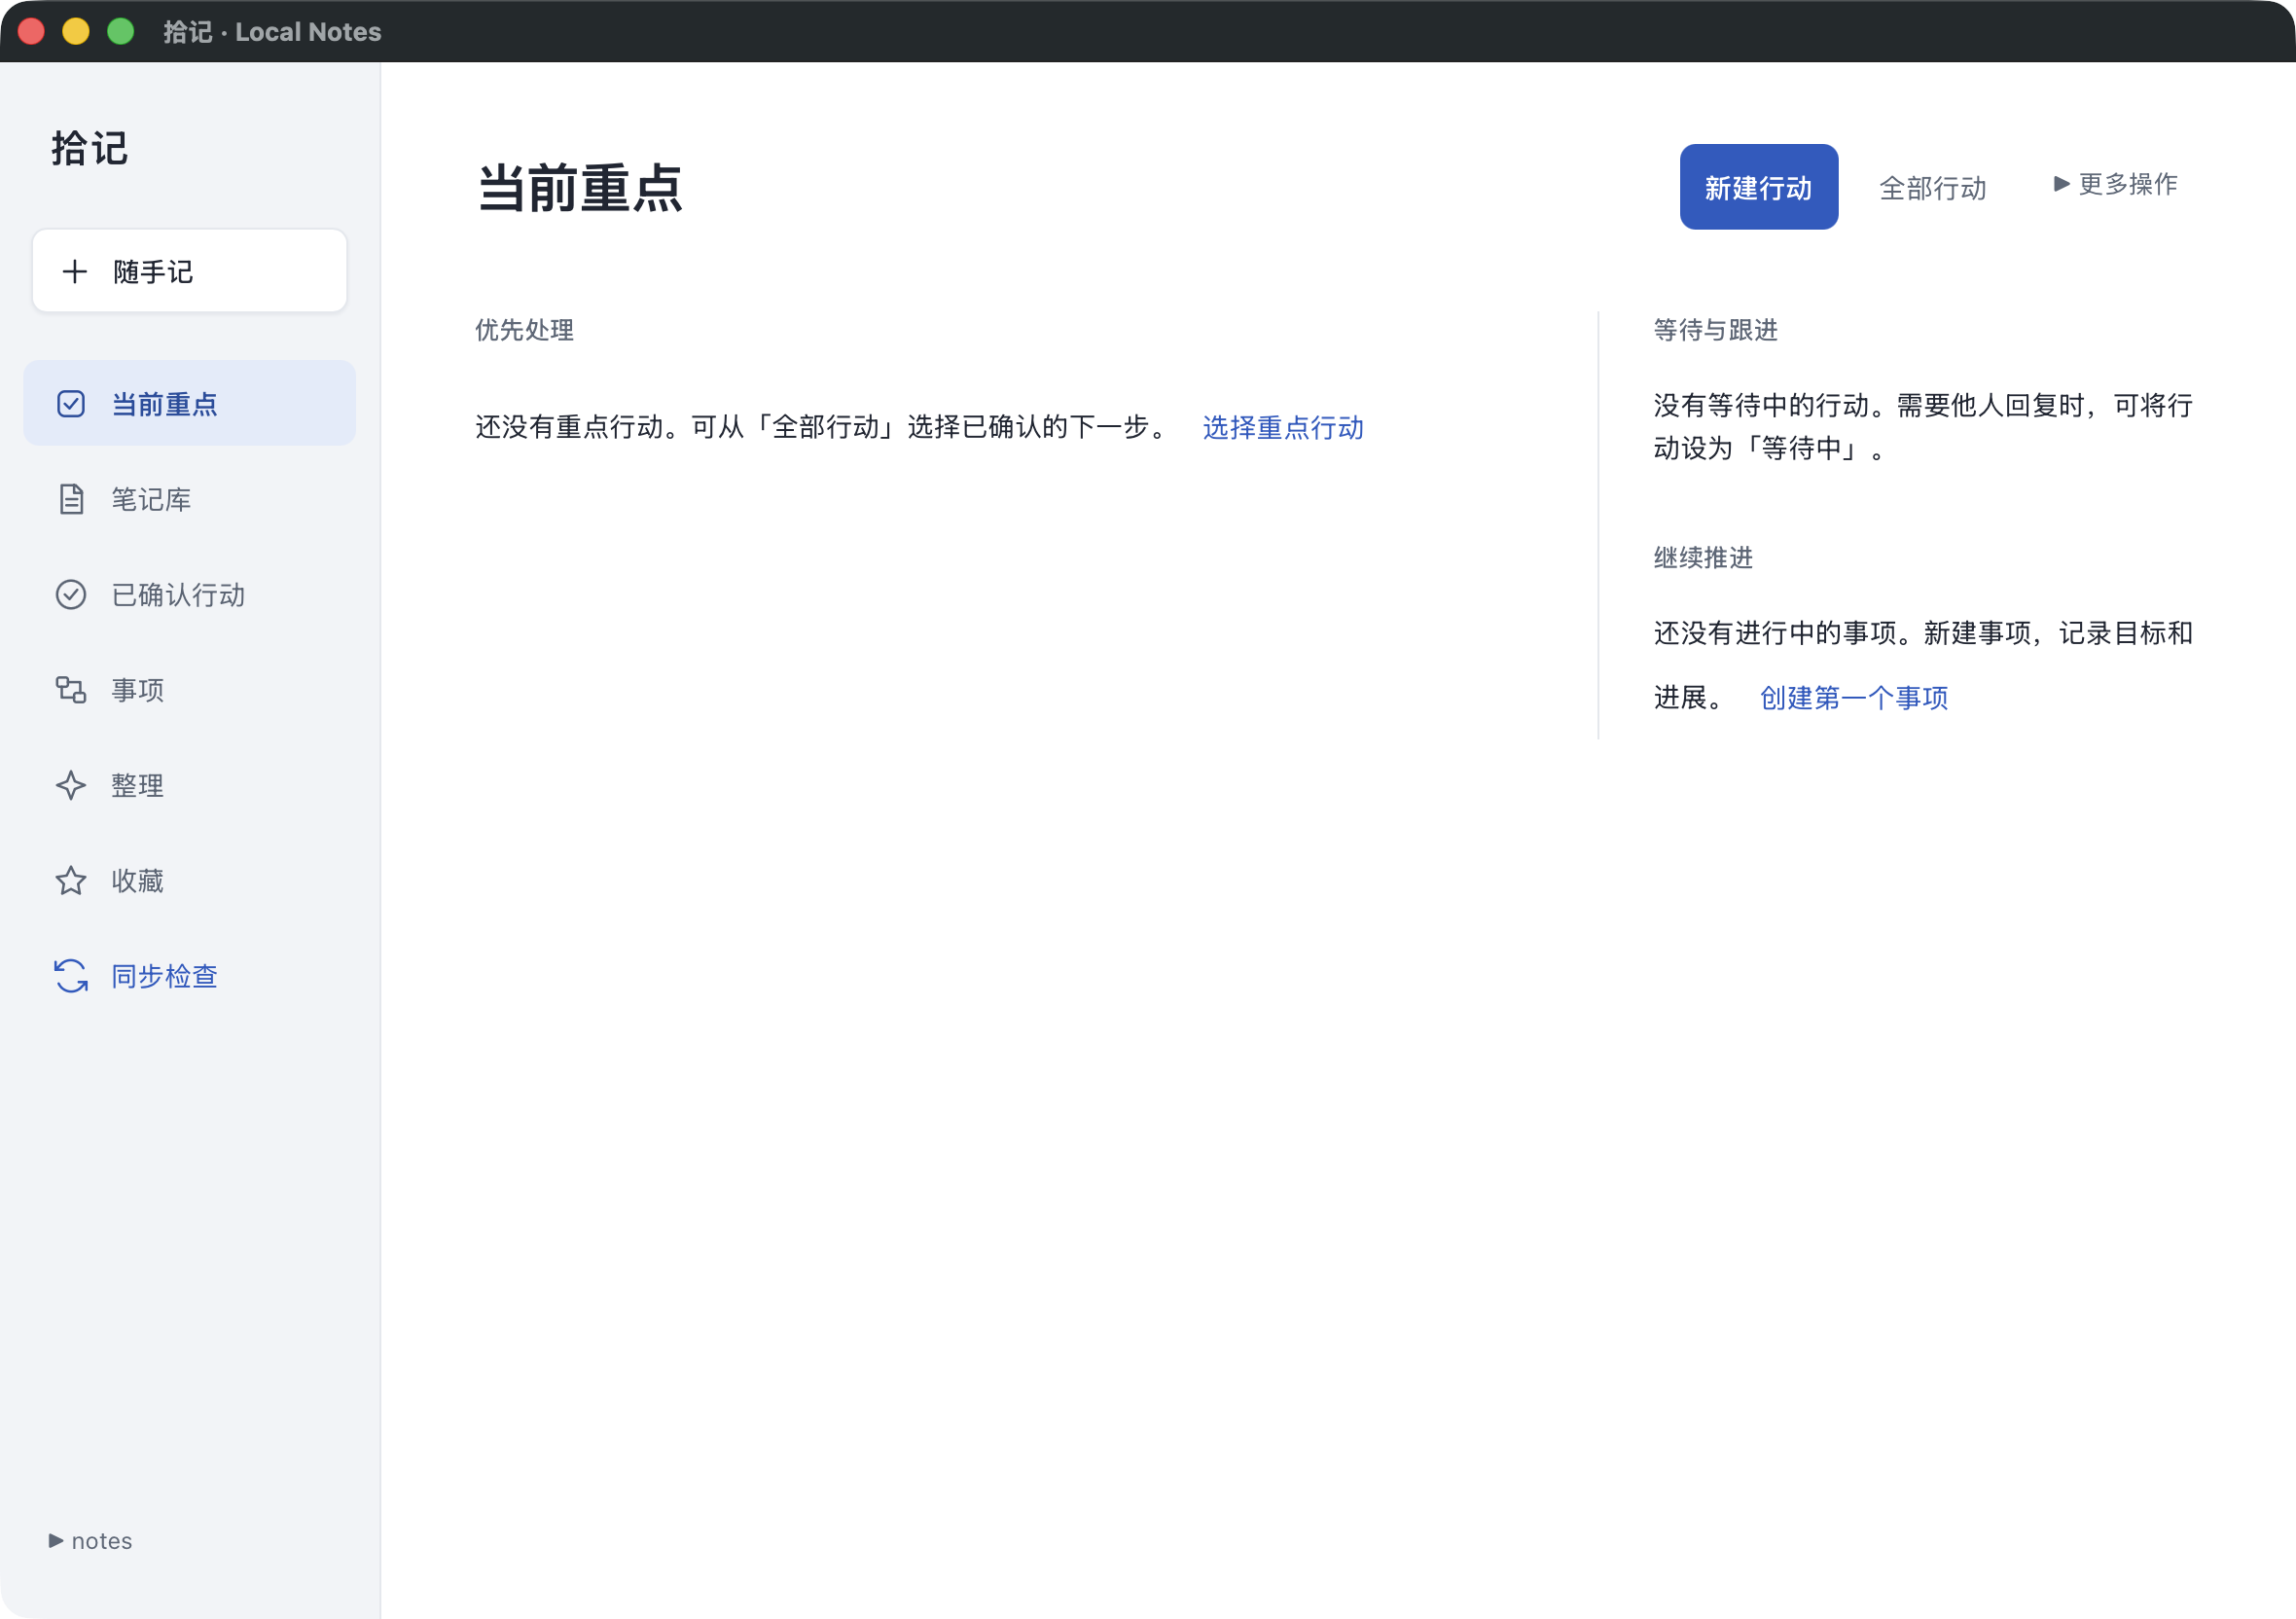 拾记 · Local Notes
拾记
随手记
当前重点
笔记库
已确认行动
事项
整理
收藏
同步检查
notes
当前重点
新建行动
全部行动
更多操作
优先处理
还没有重点行动。可从「全部行动」选择已确认的下一步。 选择重点行动
等待与跟进
没有等待中的行动。需要他人回复时，可将行
动设为「等待中」。
继续推进
还没有进行中的事项。新建事项，记录目标和
进展。 创建第一个事项